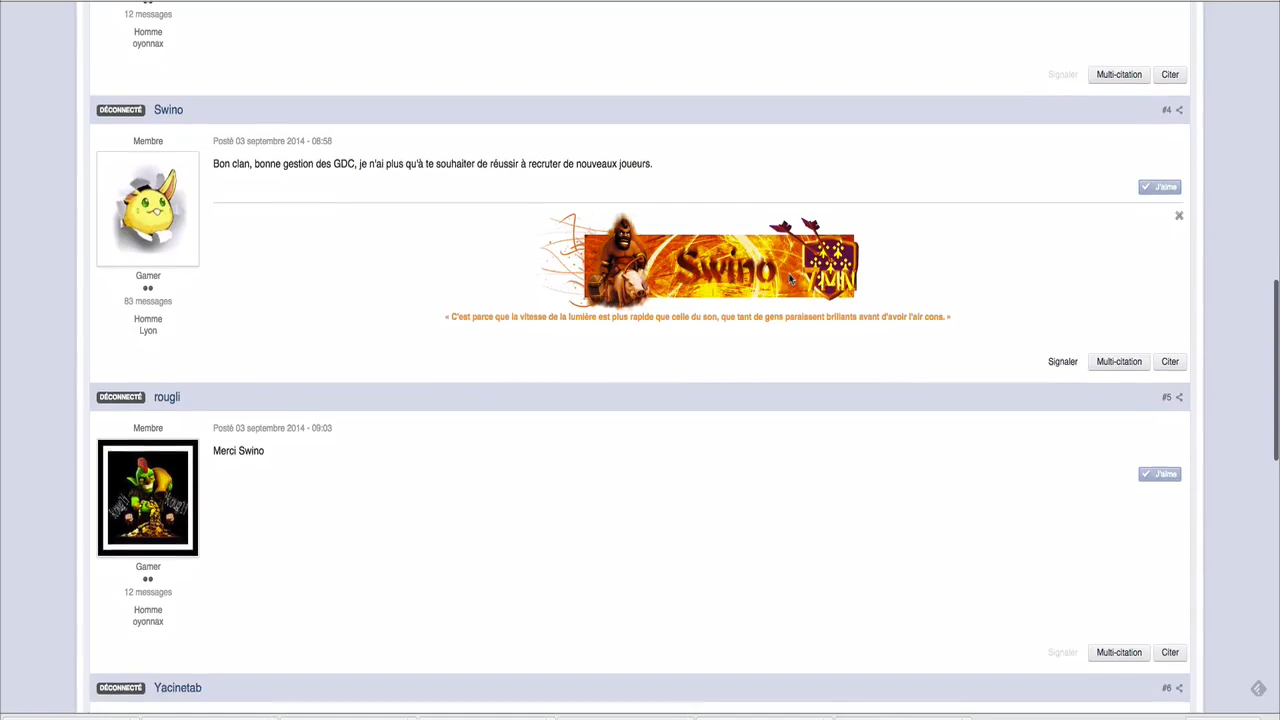 12 messages
Homme
oyonnax
Signaler
Multi-citation
Citer
DÉCONNECTÉ Swino
#4
Membre
Posté 03 septembre 2014 - 08:58
Bon clan, bonne gestion des GDC, je n'ai plus qu'à te souhaiter de réussir à recruter de nouveaux joueurs.
J'aime
Swino
Gamer
83 messages
Homme
Lyon
« C'est parce que la vitesse de la lumière est plus rapide que celle du son, que tant de gens paraissent brillants avant d'avoir l'air cons. »
Signaler
Multi-citation
Citer
DÉCONNECTÉ rougli
#5
Membre
Posté 03 septembre 2014 - 09:03
Merci Swino
J'aime
Gamer
12 messages
Homme
oyonnax
Signaler
Multi-citation
Citer
DÉCONNECTÉ Yacinetab
#6